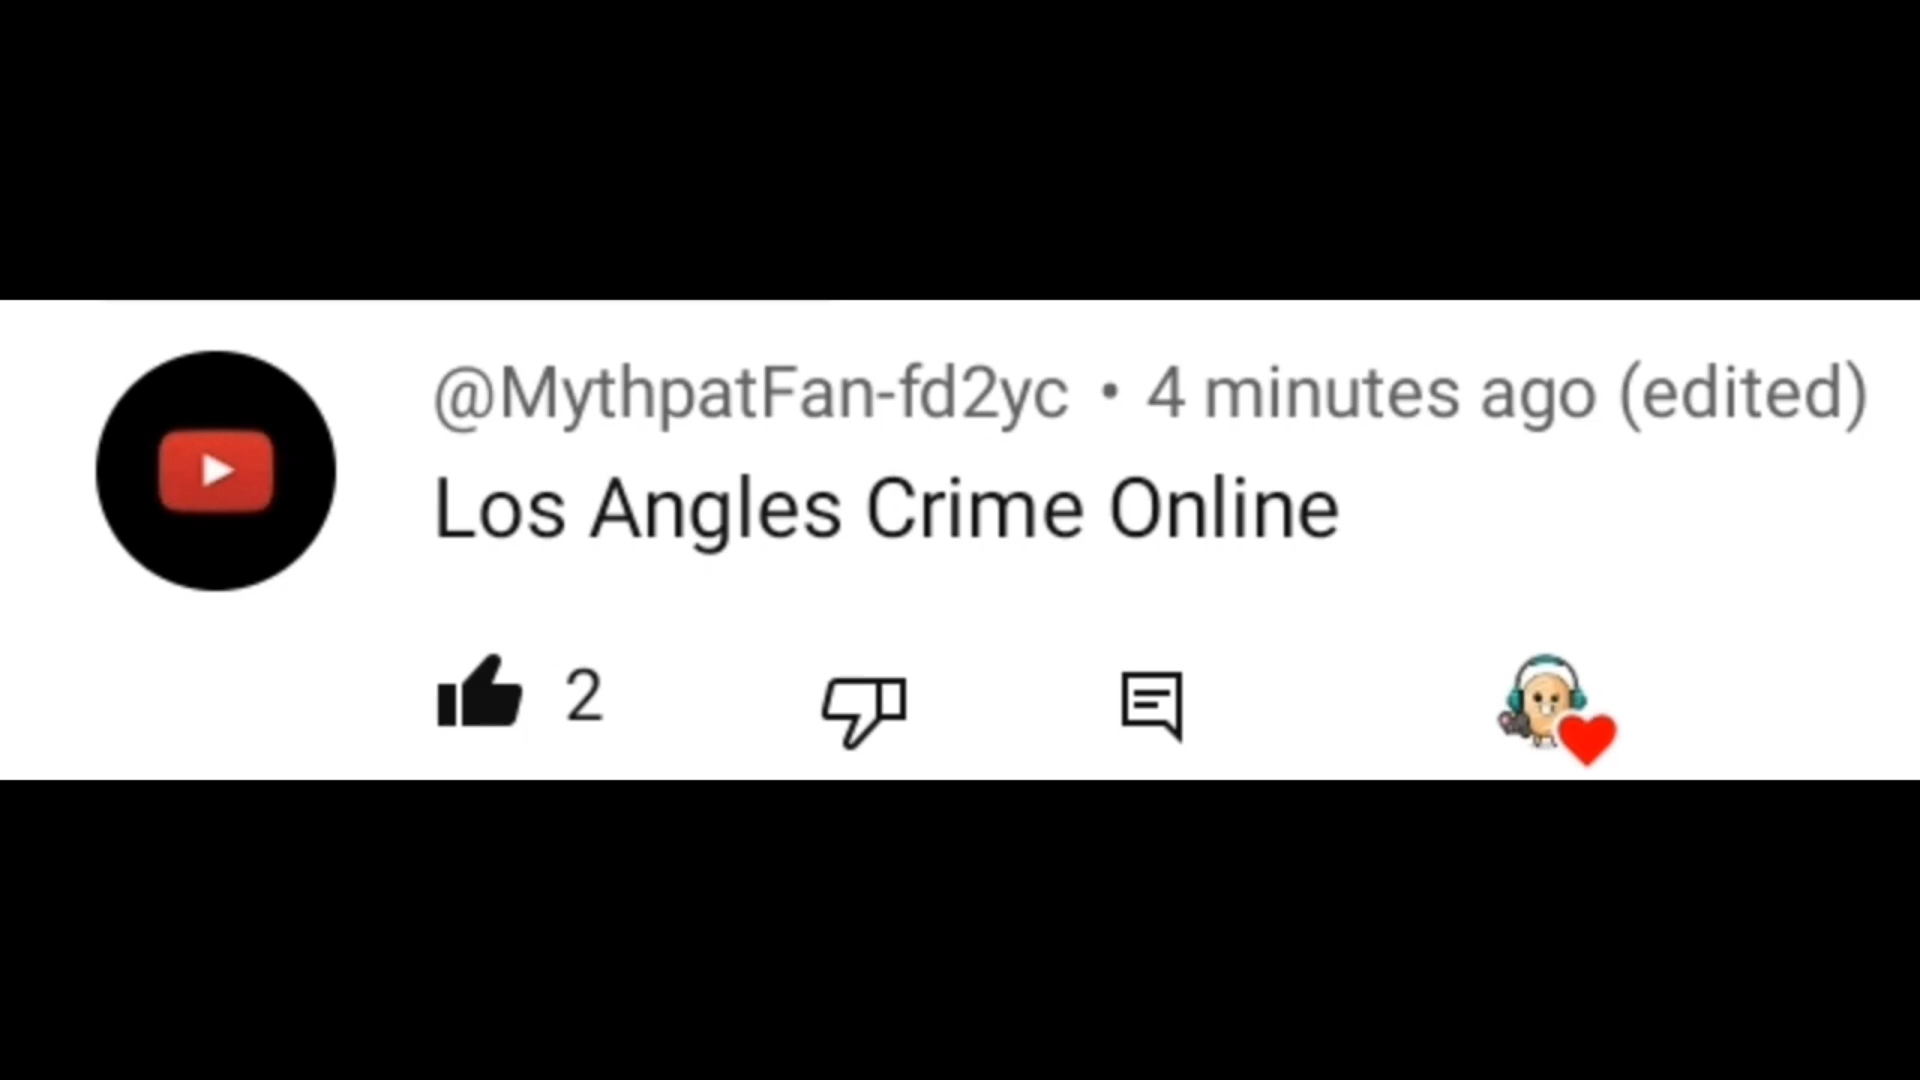 @MythpatFan-fd2yc • 4 minutes ago (edited)
Los Angles Crime Online
2